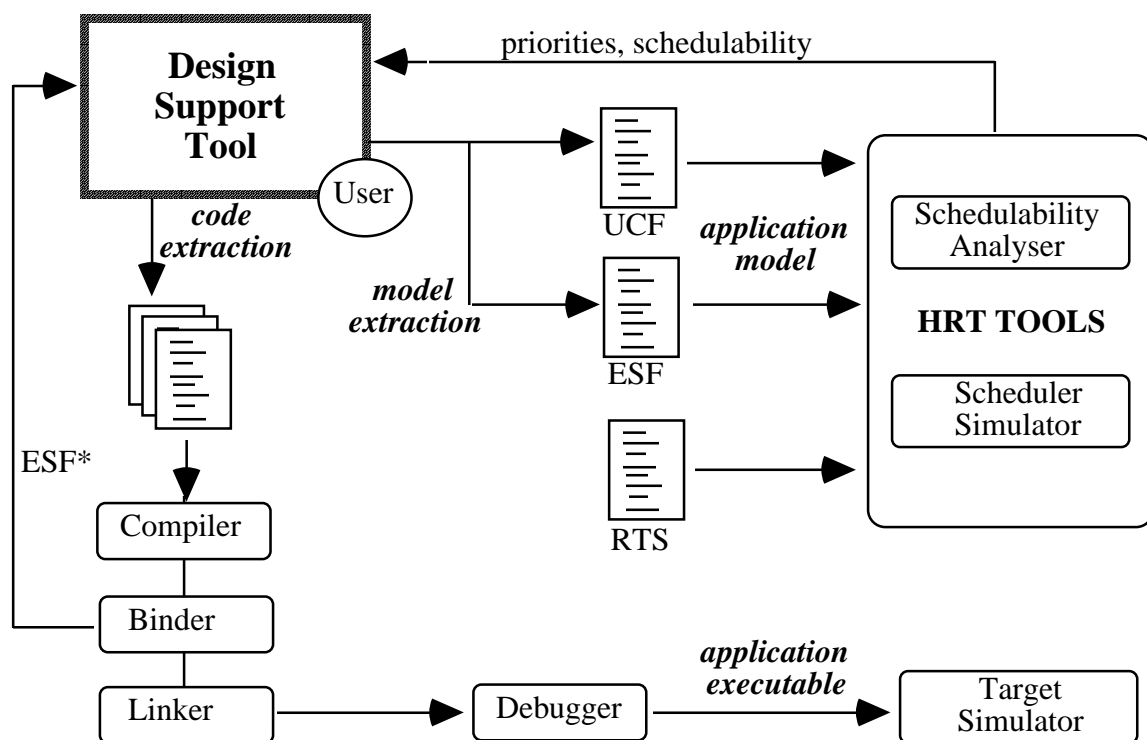 priorities, schedulability
Design
Support
Tool
User
code
extraction
UCF
application
model
Schedulability
Analyser
model
extraction
HRT TOOLS
ESF
Scheduler
Simulator
ESF*
RTS
Compiler
Binder
Linker
Debugger
application
executable
Target
Simulator